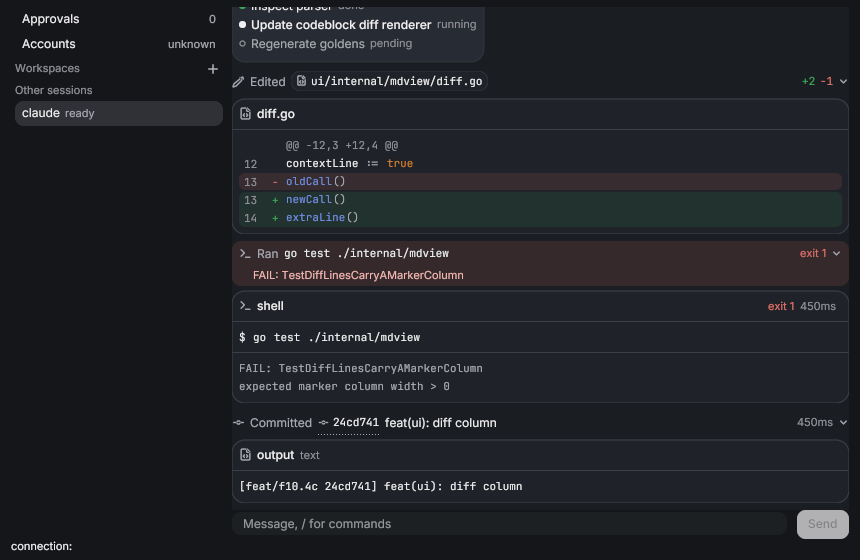 Approvals 0
Accounts unknown
Workspaces +
Other sessions
claude ready
Inspect parser done
Update codeblock diff renderer running
Regenerate goldens pending
Edited ui/internal/mdview/diff.go +2 -1
diff.go
@@ -12,3 +12,4 @@
12 contextLine := true
13 - oldCall()
13 + newCall()
14 + extraLine()
Ran go test ./internal/mdview exit 1
FAIL: TestDiffLinesCarryAMarkerColumn
shell exit 1 450ms
$ go test ./internal/mdview
FAIL: TestDiffLinesCarryAMarkerColumn
expected marker column width > 0
Committed 24cd741 feat(ui): diff column 450ms
output text
[feat/f10.4c 24cd741] feat(ui): diff column
Message, / for commands Send
connection: